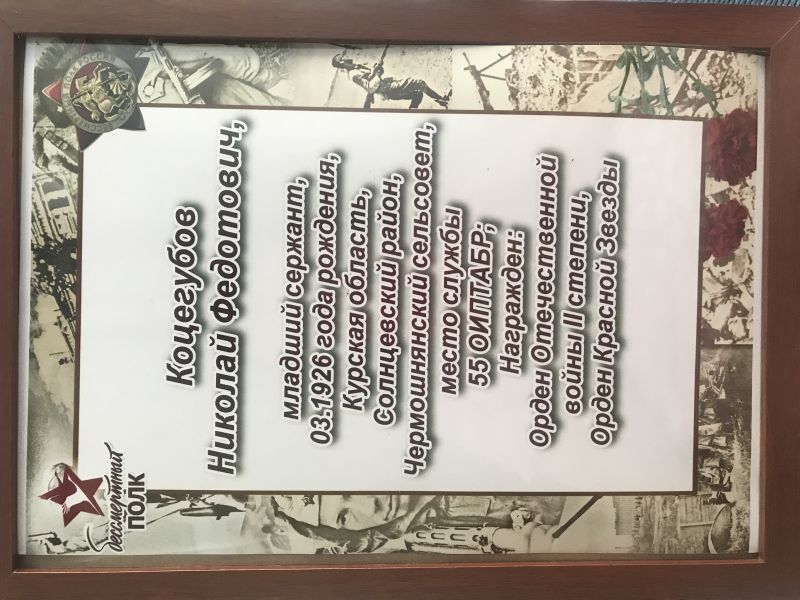 бессмертный
ПОЛК
Коцегубов
Николай Федотович,
младший сержант,
03.1926 года рождения,
Курская область,
Солнцевский район,
Чермошнянский сельсовет,
место службы
55 ОИПТАБР;
Награжден:
Орден Отечественной
войны II степени,
Орден Красной Звезды